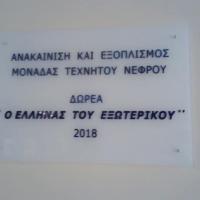 ΑΝΑΚΑΙΝΙΣΗ ΚΑΙ ΕΞΟΠΛΙΣΜΟΣ
ΜΟΝΑΔΑΣ ΤΕΧΝΗΤΟΥ ΝΕΦΡΟΥ
ΔΩΡΕΑ
¨ Ο ΕΛΛΗΝΑΣ ΤΟΥ ΕΞΩΤΕΡΙΚΟΥ¨
2018